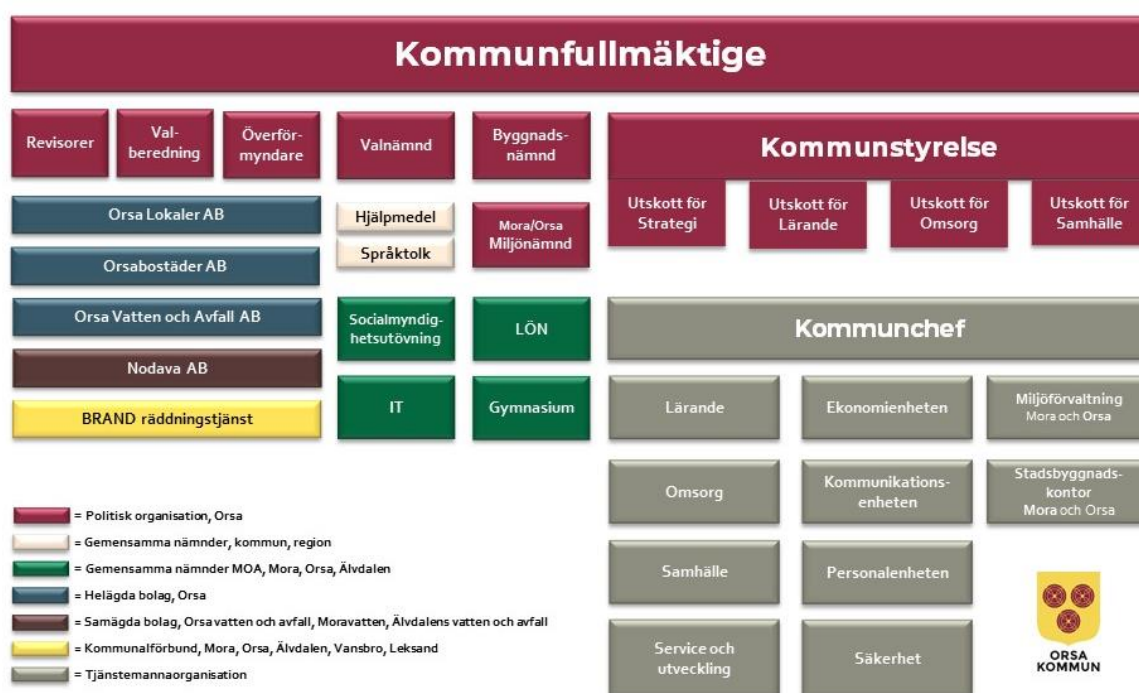 Kommunfullmäktige
Revisorer
Val-
beredning
Överför-
myndare
Valnämnd
Byggnads-
nämnd
Kommunstyrelse
Utskott för
Strategi
Utskott för
Lärande
Utskott för
Omsorg
Utskott för
Samhälle
Orsa Lokaler AB
Orsabostäder AB
Orsa Vatten och Avfall AB
Nodava AB
BRAND räddningstjänst
Hjälpmedel
Språktolk
Mora/Orsa
Miljönämnd
Socialmyndig-
hetsutövning
LÖN
IT
Gymnasium
Kommunchef
Lärande
Ekonomienheten
Miljöförvaltning
Mora och Orsa
Omsorg
Kommunikations-
enheten
Stadsbyggnads-
kontor
Mora och Orsa
Samhälle
Personalenheten
Service och
utveckling
Säkerhet
= Politisk organisation, Orsa
= Gemensamma nämnder, kommun, region
= Gemensamma nämnder MOA, Mora, Orsa, Älvdalen
= Helägda bolag, Orsa
= Samägda bolag, Orsa vatten och avfall, Moravatten, Älvdalens vatten och avfall
= Kommunalförbund, Mora, Orsa, Älvdalen, Vansbro, Leksand
= Tjänstemannaorganisation
ORSA
KOMMUN